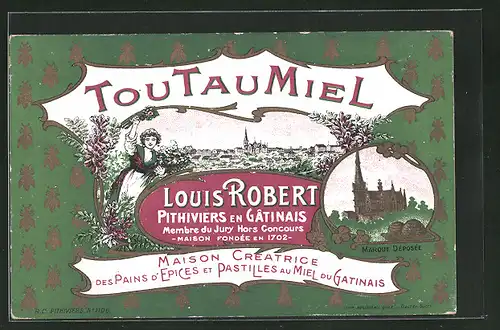 TOUTAUMIEL
LOUIS ROBERT
PITHIVIERS EN GÂTINAIS
Membre du Jury Hors Concours
-MAISON FONDÉE EN 1702-
MARQUE DÉPOSÉE
MAISON CRÉATRICE
DES PAINS D'EPICES ET PASTILLES AU MIEL DU GATINAIS
R.C. PITHIVIERS